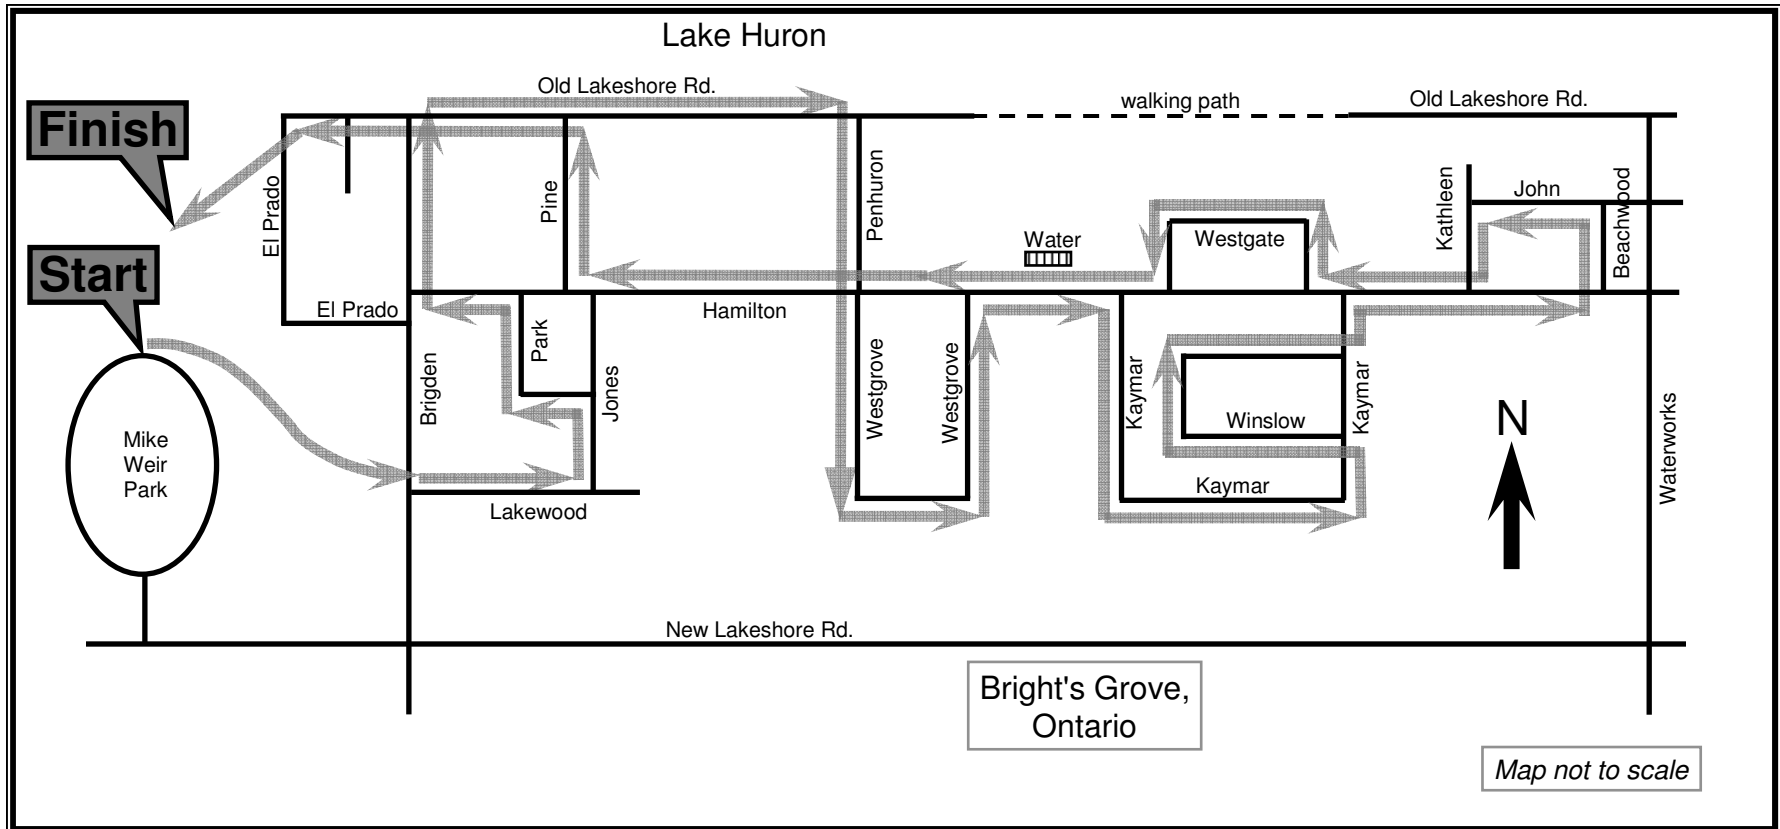 Lake Huron
Old Lakeshore Rd.
walking path
Old Lakeshore Rd.
Finish
El Prado
Pine
Penhuron
Kathleen
John
Beachwood
Water
Westgate
Start
El Prado
Hamilton
Park
Brigden
Jones
Westgrove
Westgrove
Kaymar
Winslow
Kaymar
N
Mike
Weir
Park
Lakewood
Kaymar
Waterworks
New Lakeshore Rd.
Bright's Grove,
Ontario
Map not to scale